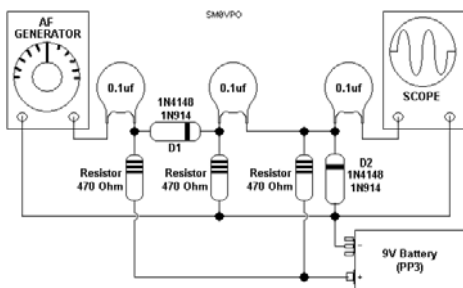 SM0VPO
AF
GENERATOR
0.1uf
0.1uf
0.1uf
SCOPE
1N4148
1N914
D1
D2
1N4148
1N914
Resistor
470 Ohm
Resistor
470 Ohm
Resistor
470 Ohm
-
+
9V Battery
(PP3)